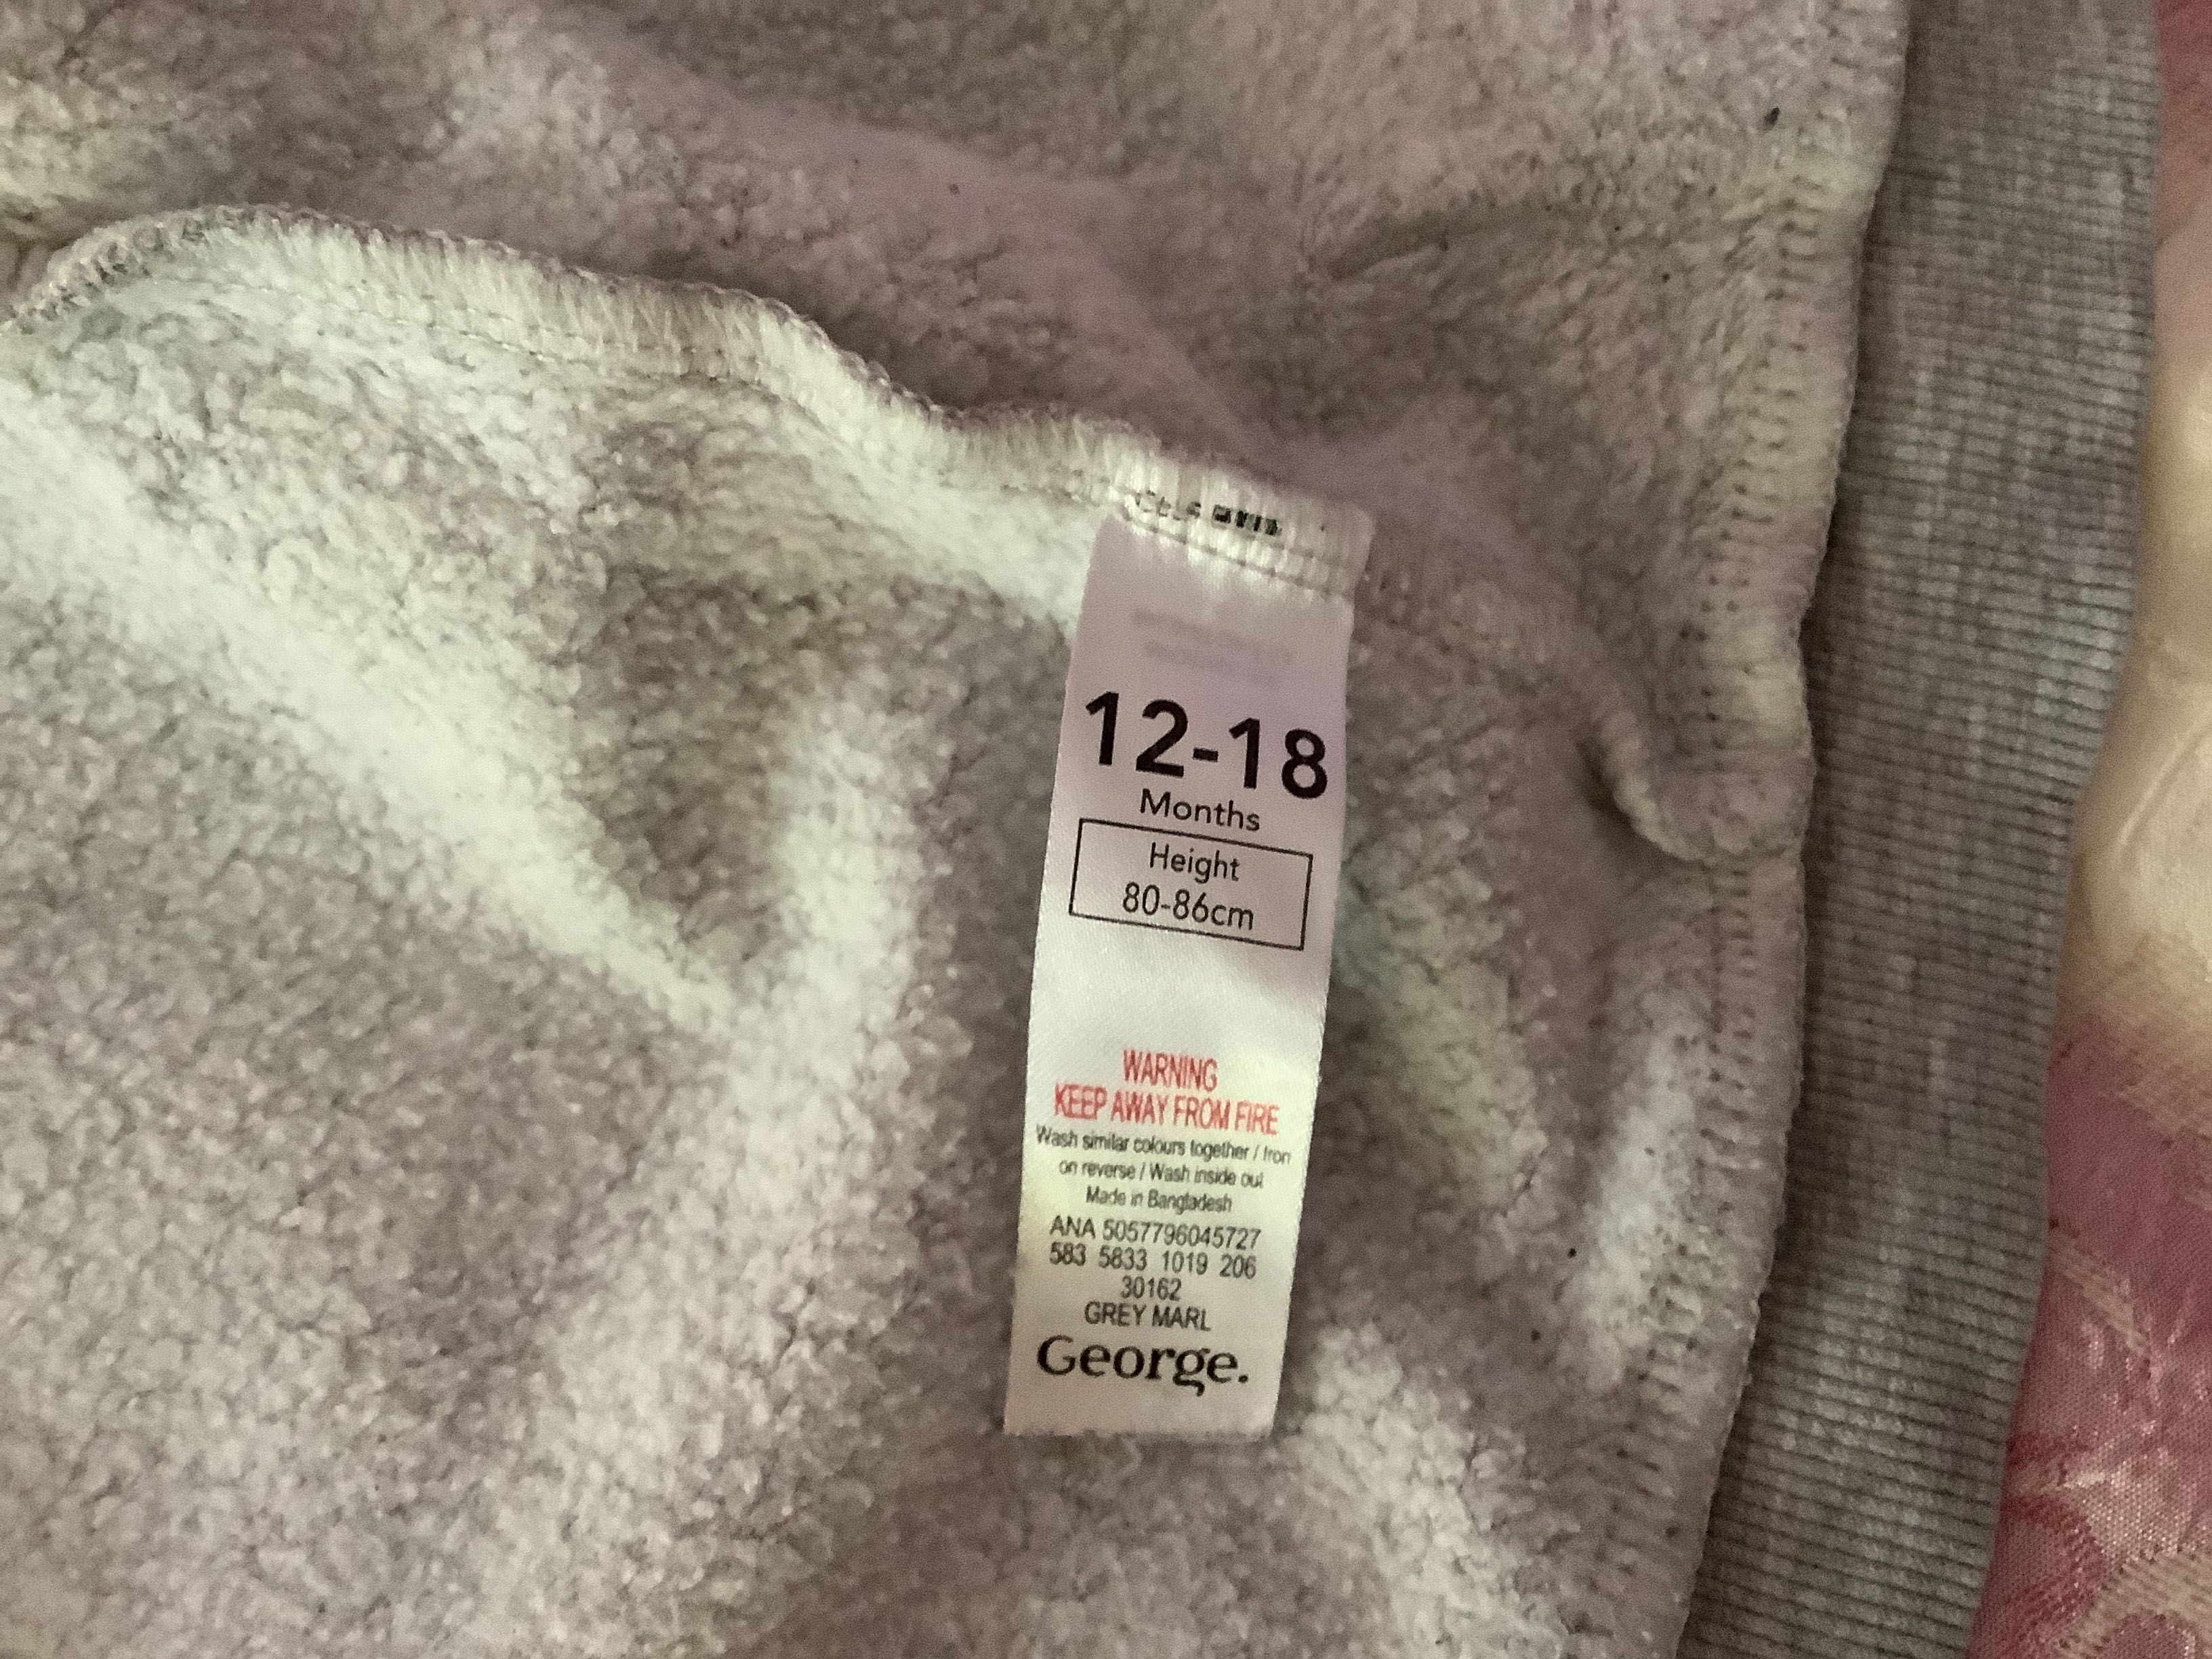 12-18
Months
Height
80-86cm
WARNING
KEEP AWAY FROM FIRE
Wash similar colours together / Iron
on reverse / Wash inside out
Made in Bangladesh
ANA 5057796045727
583 5833 1019 206
30162
GREY MARL
George.